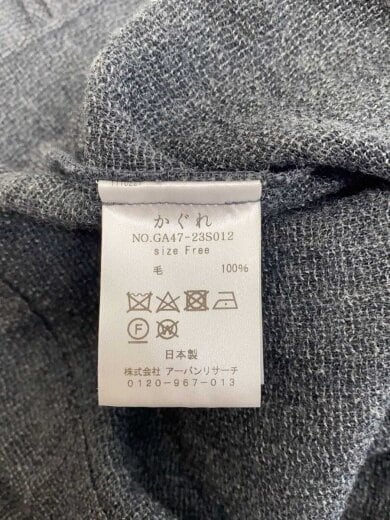 かぐれ
NO.GA47-23S012
size Free
毛 100%
F W
日本製
株式会社 アーバンリサーチ
0120-967-013